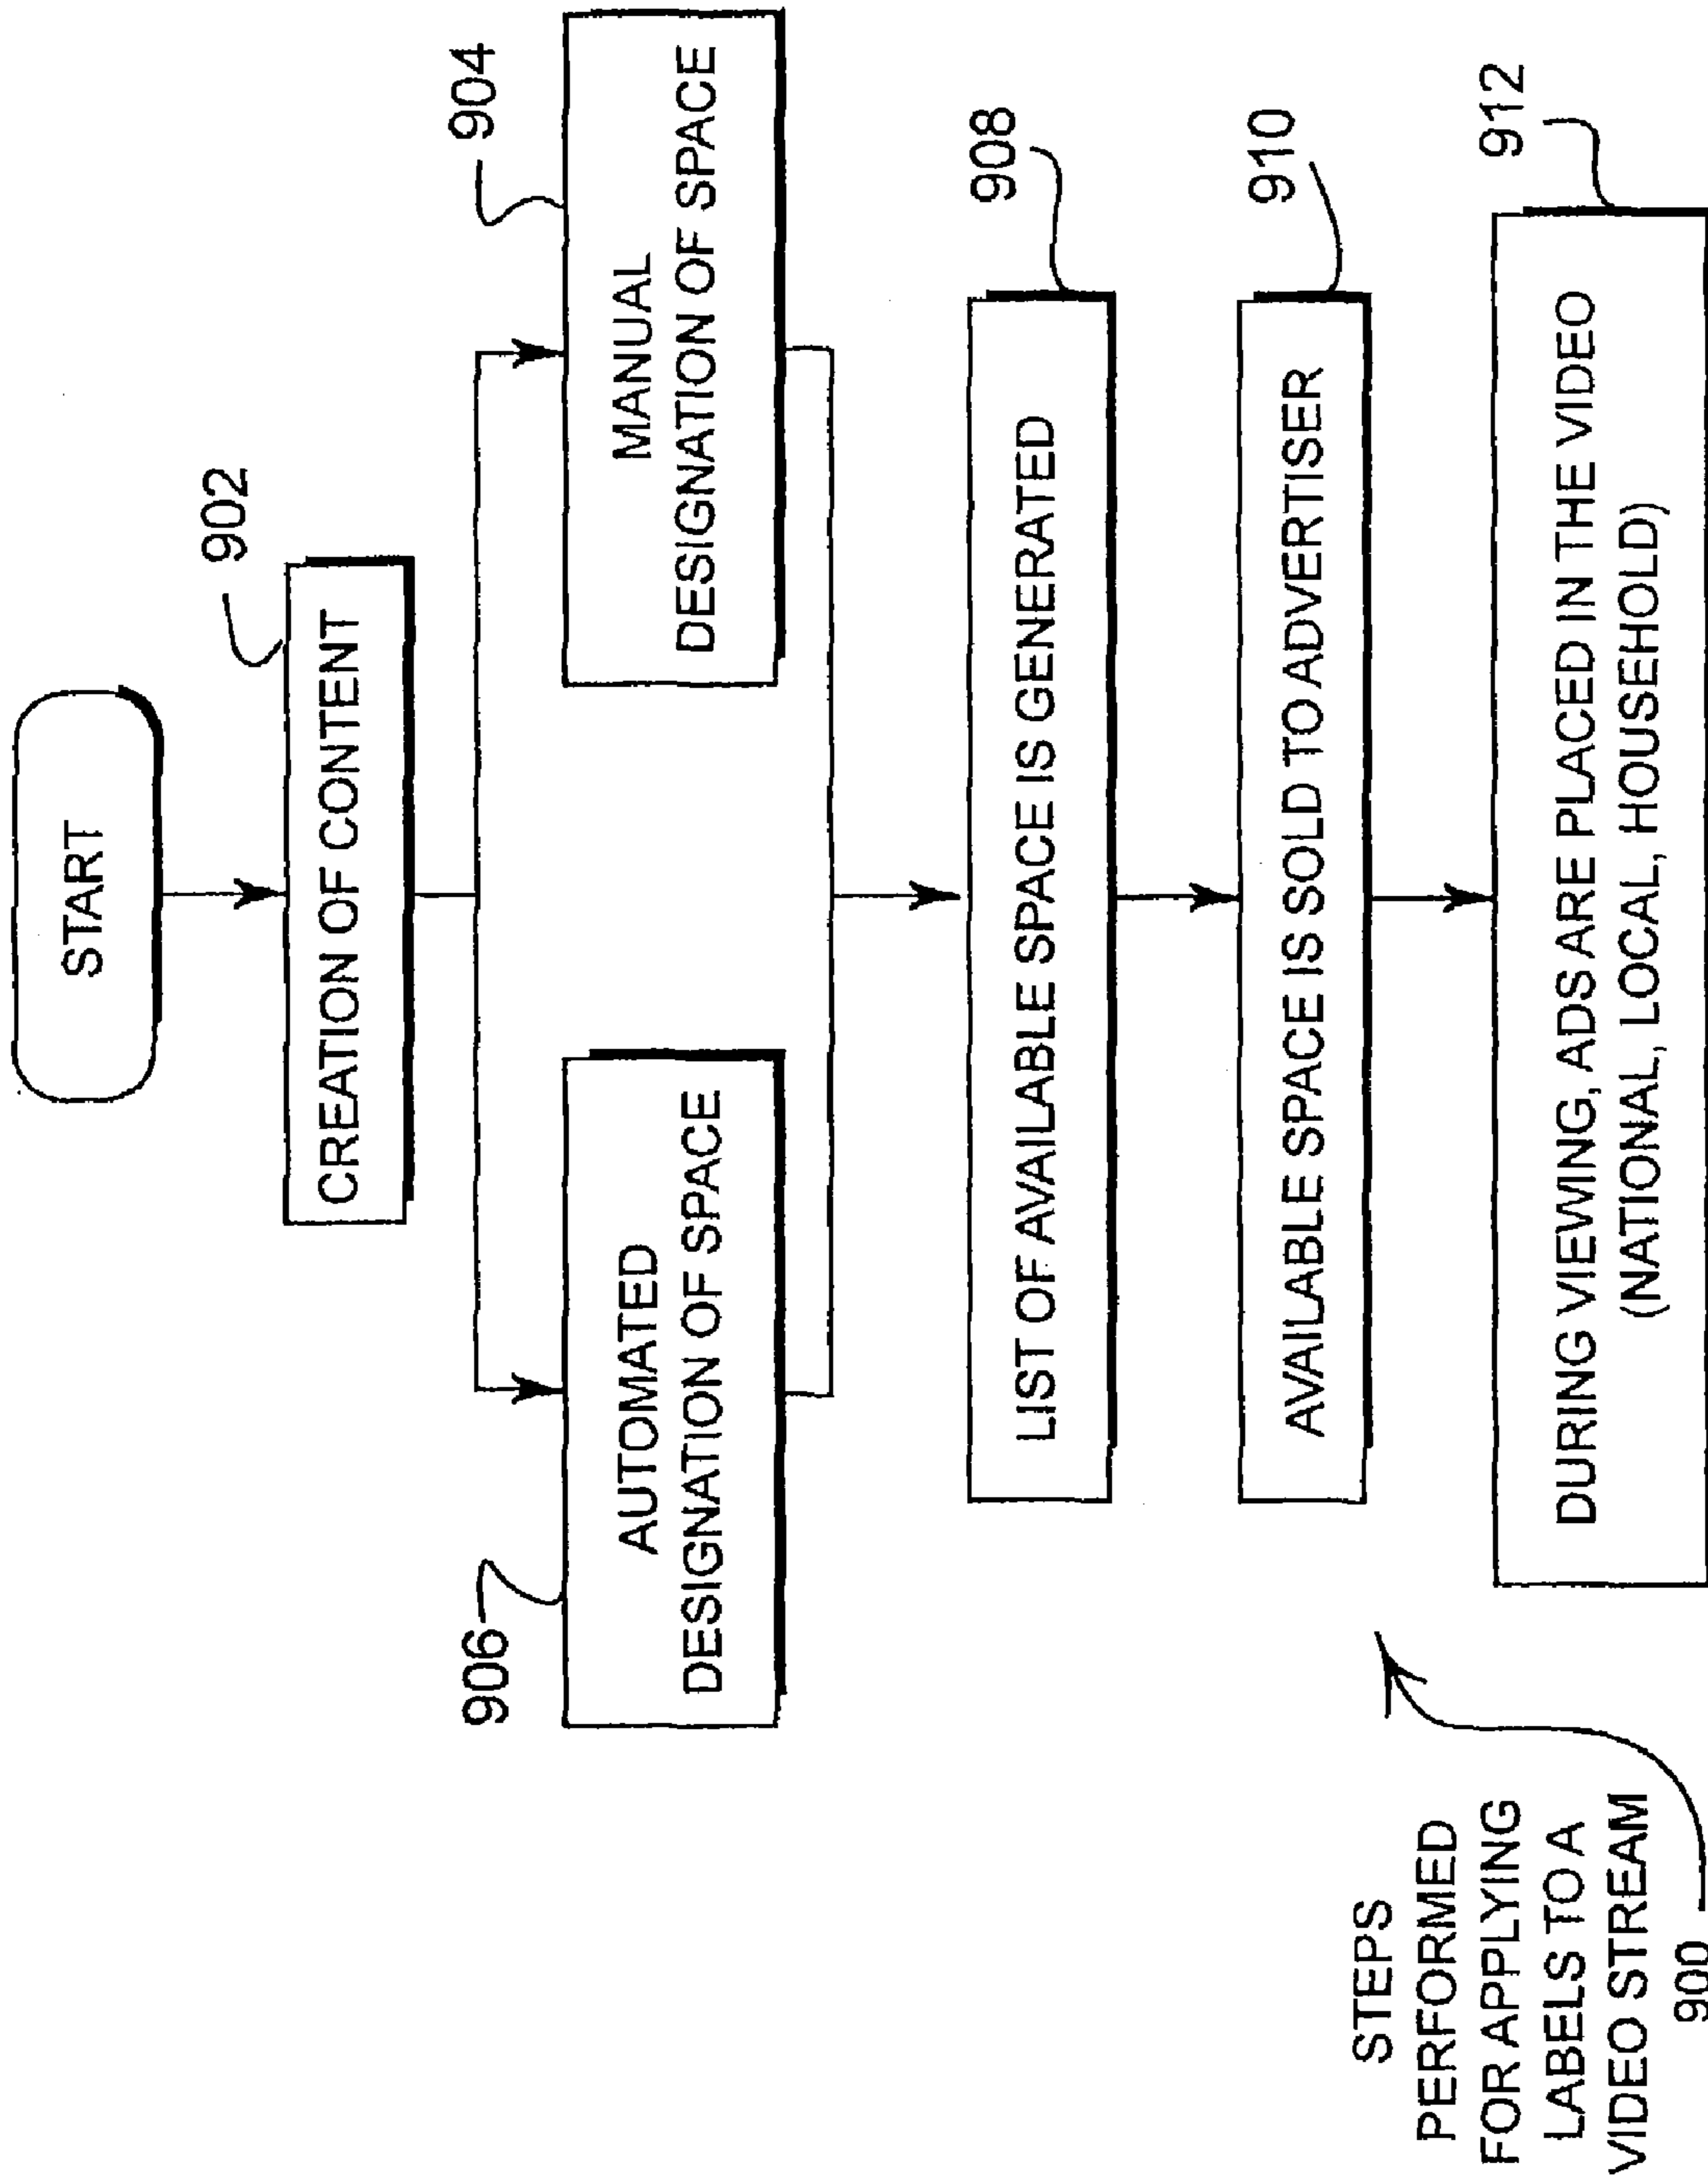 START
902
CREATION OF CONTENT
906
AUTOMATED
DESIGNATION OF SPACE
904
MANUAL
DESIGNATION OF SPACE
908
LIST OF AVAILABLE SPACE IS GENERATED
910
AVAILABLE SPACE IS SOLD TO ADVERTISER
912
DURING VIEWING, ADS ARE PLACED IN THE VIDEO
(NATIONAL, LOCAL, HOUSEHOLD)
STEPS
PERFORMED
FOR APPLYING
LABELS TO A
VIDEO STREAM
900